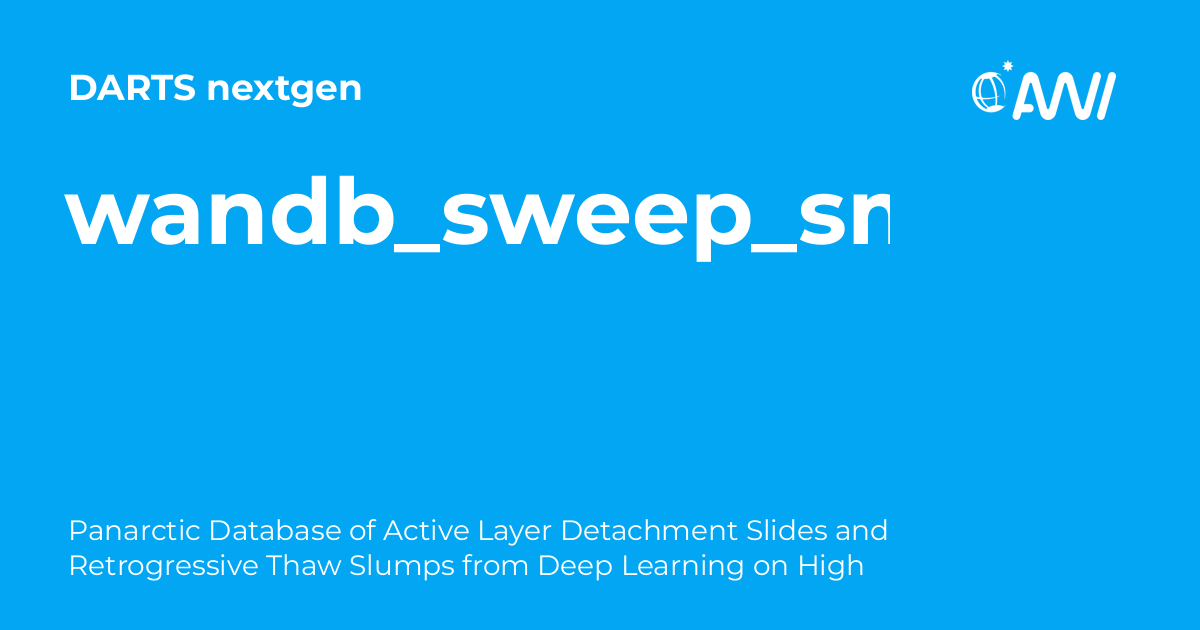 DARTS nextgen
AWI
wandb_sweep_sn
Panarctic Database of Active Layer Detachment Slides and
Retrogressive Thaw Slumps from Deep Learning on High